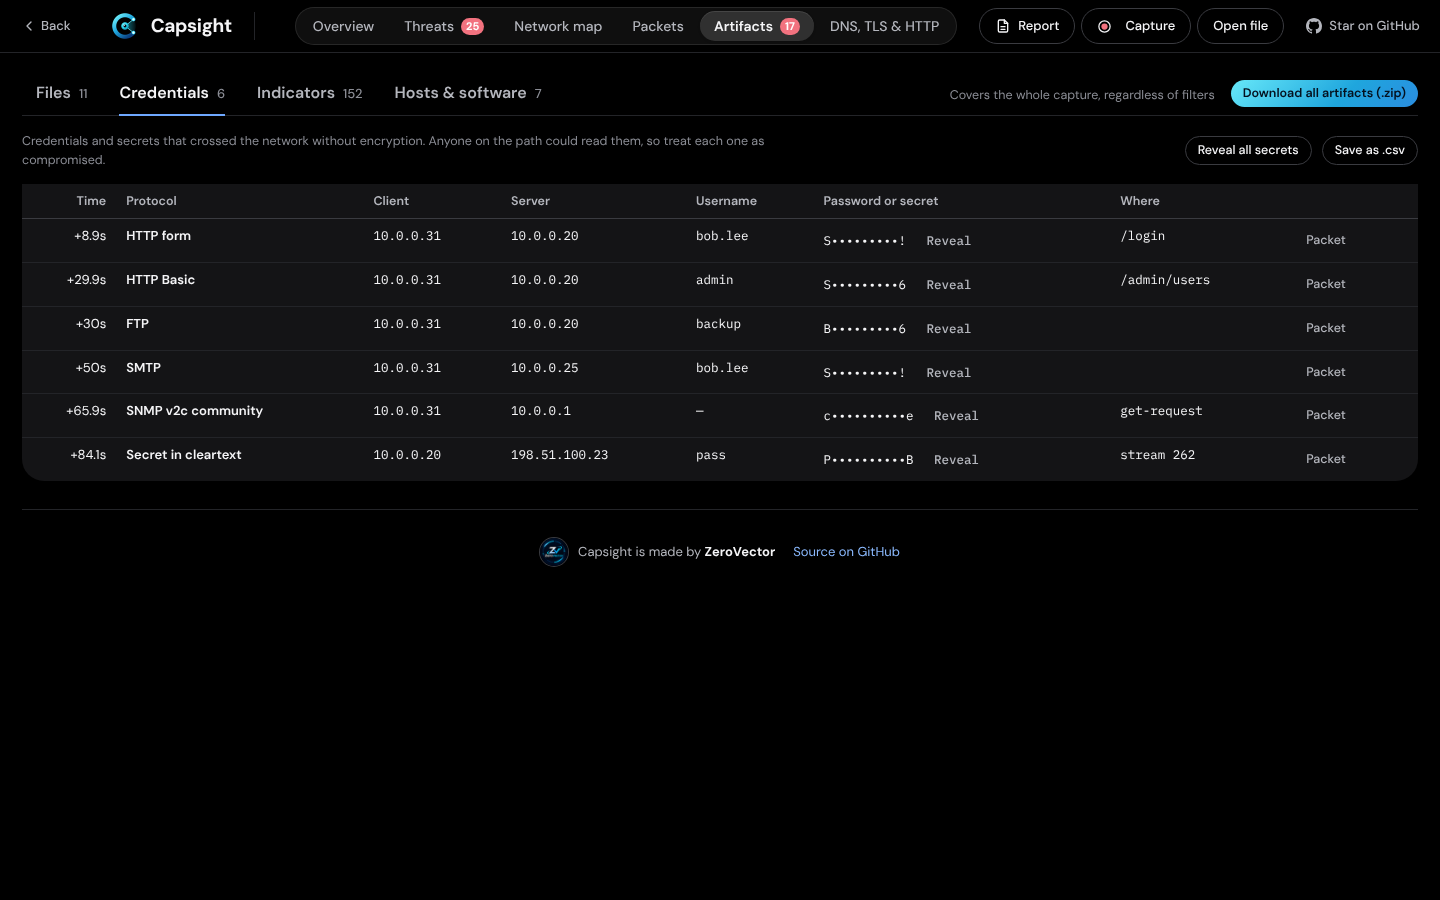 Back
Capsight
Overview
Threats 25
Network map
Packets
Artifacts 17
DNS, TLS & HTTP
Report
Capture
Open file
Star on GitHub
Files 11
Credentials 6
Indicators 152
Hosts & software 7
Covers the whole capture, regardless of filters
Download all artifacts (.zip)
Credentials and secrets that crossed the network without encryption. Anyone on the path could read them, so treat each one as
compromised.
Reveal all secrets
Save as .csv
Time Protocol Client Server Username Password or secret Where
+8.9s HTTP form 10.0.0.31 10.0.0.20 bob.lee S•••••••••! Reveal /login Packet
+29.9s HTTP Basic 10.0.0.31 10.0.0.20 admin S•••••••••6 Reveal /admin/users Packet
+30s FTP 10.0.0.31 10.0.0.20 backup B•••••••••6 Reveal Packet
+50s SMTP 10.0.0.31 10.0.0.25 bob.lee S•••••••••! Reveal Packet
+65.9s SNMP v2c community 10.0.0.31 10.0.0.1 — c••••••••••e Reveal get-request Packet
+84.1s Secret in cleartext 10.0.0.20 198.51.100.23 pass P••••••••••B Reveal stream 262 Packet
Capsight is made by ZeroVector Source on GitHub